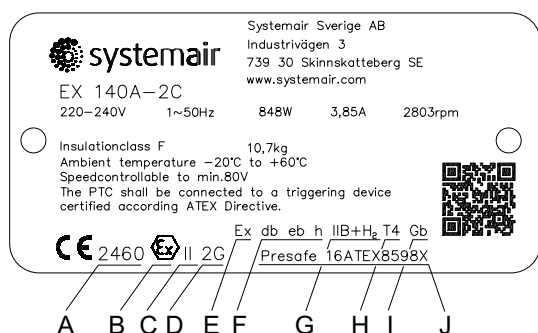 Systemair Sverige AB
Industrivägen 3
739 30 Skinnskatteberg SE
www.systemair.com
systemair
EX 140A-2C
220-240V 1~50Hz 848W 3,85A 2803rpm
Insulationclass F 10,7kg
Ambient temperature -20°C to +60°C
Speedcontrollable to min.80V
The PTC shall be connected to a triggering device
certified according ATEX Directive.
Ex db eb h IIB+H₂ T4 Gb
CE 2460 Ex II 2G Presafe 16ATEX8598X
A B C D E F G H I J